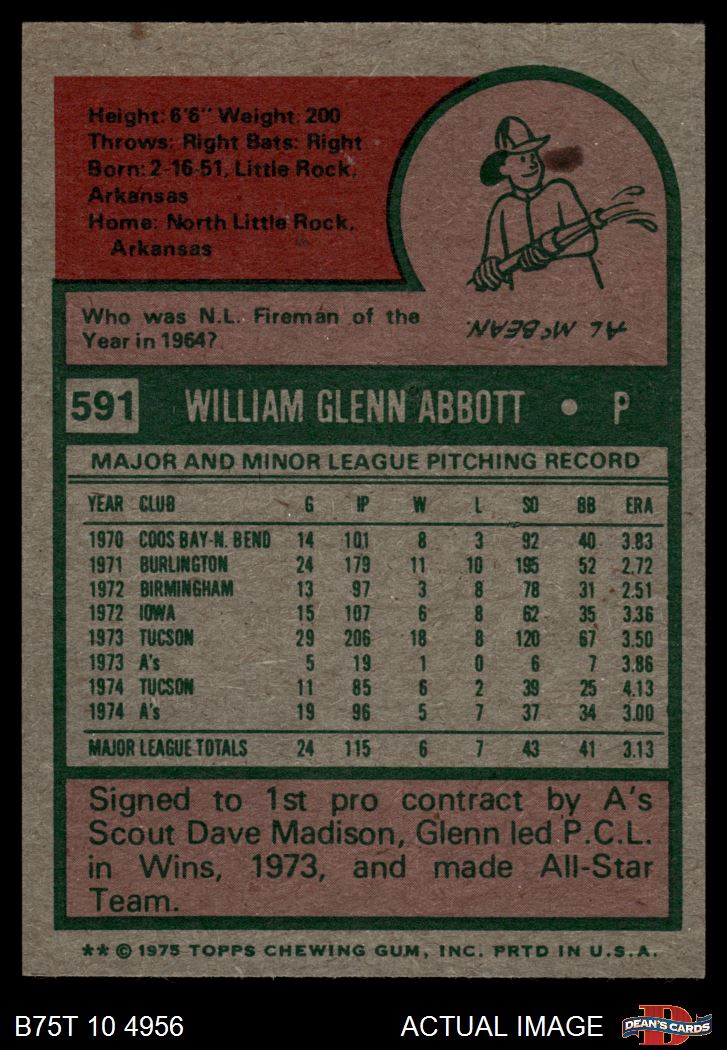 Height: 6'6" Weight: 200
Throws: Right Bats: Right
Born: 2-16-51, Little Rock,
Arkansas
Home: North Little Rock,
Arkansas
Who was N.L. Fireman of the
Year in 1964?
AL McBEAN.
591 WILLIAM GLENN ABBOTT • P
MAJOR AND MINOR LEAGUE PITCHING RECORD
YEAR CLUB G IP W L SO BB ERA
1970 COOS BAY-N. BEND 14 101 8 3 92 40 3.83
1971 BURLINGTON 24 179 11 10 195 52 2.72
1972 BIRMINGHAM 13 97 3 8 78 31 2.51
1972 IOWA 15 107 6 8 62 35 3.36
1973 TUCSON 29 206 18 8 120 67 3.50
1973 A's 5 19 1 0 6 7 3.86
1974 TUCSON 11 85 6 2 39 25 4.13
1974 A's 19 96 5 7 37 34 3.00
MAJOR LEAGUE TOTALS 24 115 6 7 43 41 3.13
Signed to 1st pro contract by A's
Scout Dave Madison, Glenn led P.C.L.
in Wins, 1973, and made All-Star
Team.
** © 1975 TOPPS CHEWING GUM, INC. PRTD IN U.S.A.
B75T 10 4956 ACTUAL IMAGE D DEAN'S CARDS